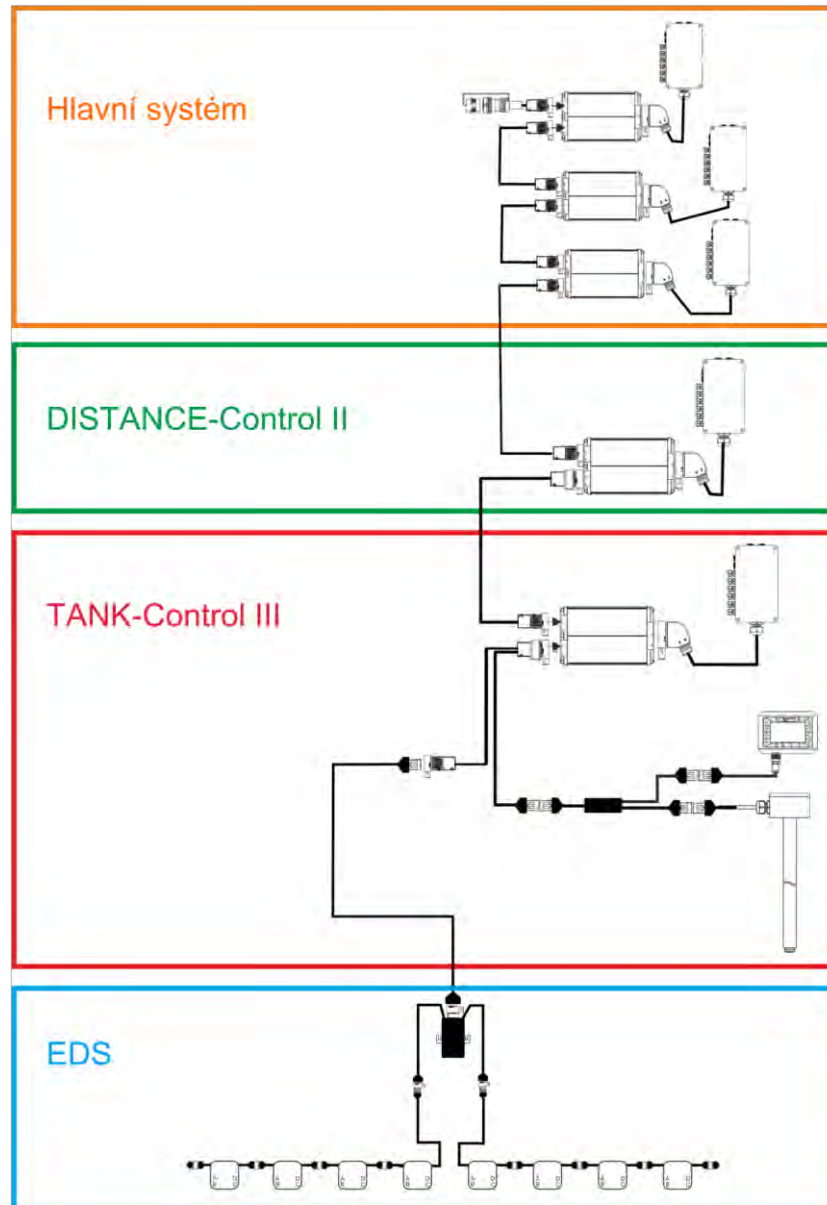 Hlavní systém
DISTANCE-Control II
TANK-Control III
EDS